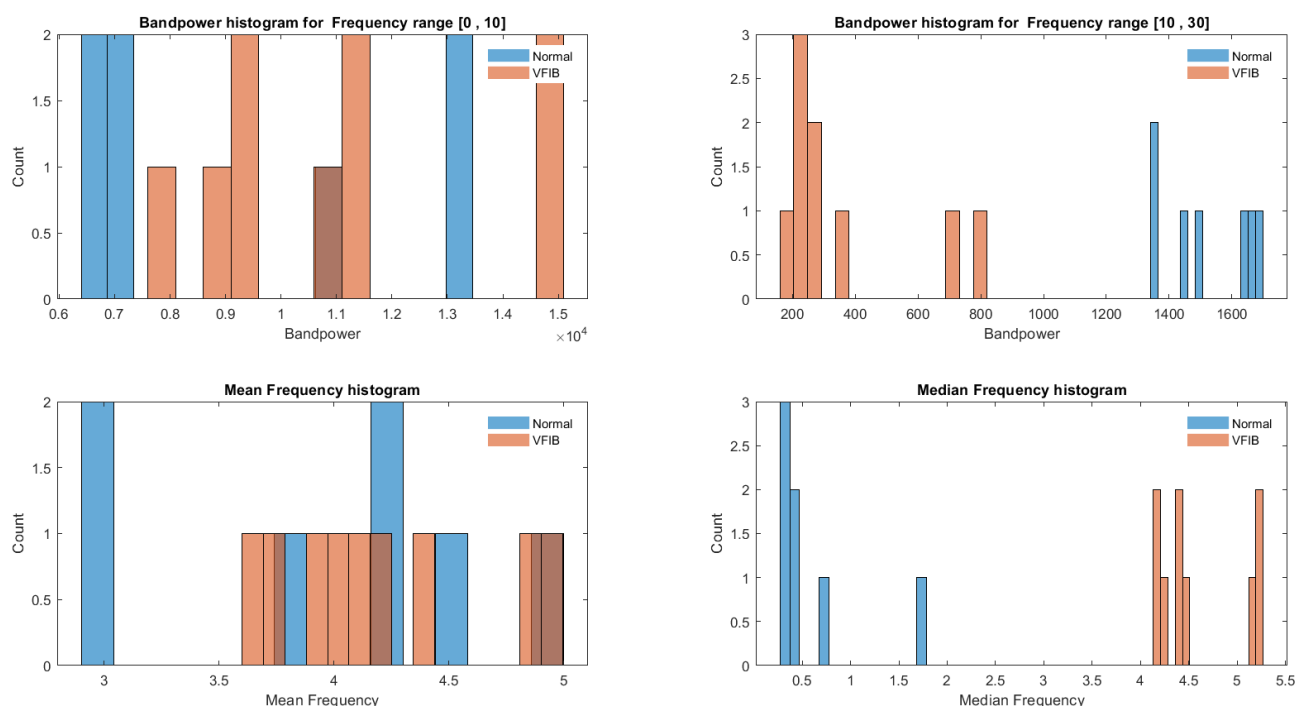 Bandpower histogram for Frequency range [0 , 10]
2
1.5
1
0.5
0
Count
Normal
VFIB
0.6 0.7 0.8 0.9 1 1.1 1.2 1.3 1.4 1.5
Bandpower
×10^4
Bandpower histogram for Frequency range [10 , 30]
3
2.5
2
1.5
1
0.5
0
Count
Normal
VFIB
200 400 600 800 1000 1200 1400 1600
Bandpower
Mean Frequency histogram
2
1.5
1
0.5
0
Count
Normal
VFIB
3 3.5 4 4.5 5
Mean Frequency
Median Frequency histogram
3
2.5
2
1.5
1
0.5
0
Count
Normal
VFIB
0.5 1 1.5 2 2.5 3 3.5 4 4.5 5 5.5
Median Frequency